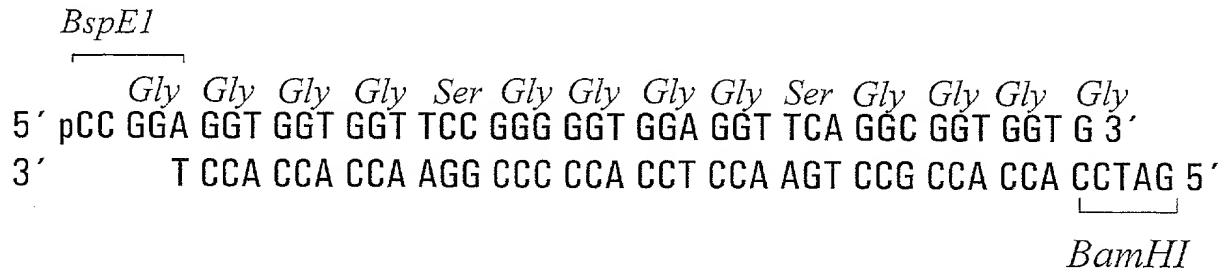 BspE1
Gly Gly Gly Gly Ser Gly Gly Gly Gly Ser Gly Gly Gly Gly
5´ pCC GGA GGT GGT GGT TCC GGG GGT GGA GGT TCA GGC GGT GGT G 3´
3´ T CCA CCA CCA AGG CCC CCA CCT CCA AGT CCG CCA CCA CCTAG 5´
BamHI